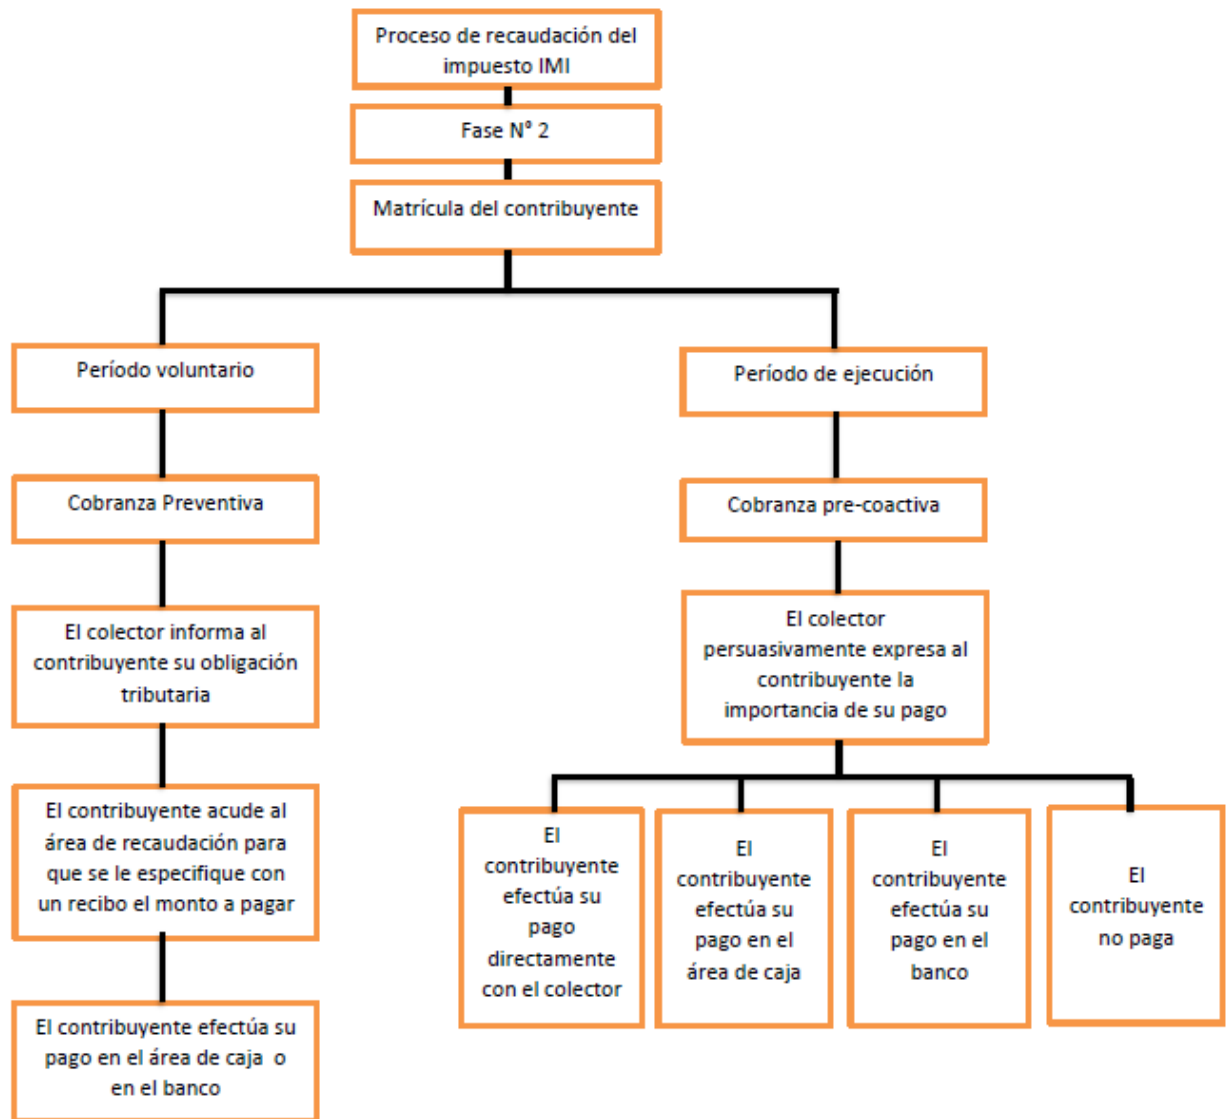 Proceso de recaudación del
impuesto IMI
Fase N° 2
Matrícula del contribuyente
Período voluntario
Cobranza Preventiva
El colector informa al
contribuyente su obligación
tributaria
El contribuyente acude al
área de recaudación para
que se le especifique con
un recibo el monto a pagar
El contribuyente efectúa su
pago en el área de caja o
en el banco
Período de ejecución
Cobranza pre-coactiva
El colector
persuasivamente expresa al
contribuyente la
importancia de su pago
El
contribuyente
efectúa su
pago
directamente
con el colector
El
contribuyente
efectúa su
pago en el
área de caja
El
contribuyente
efectúa su
pago en el
banco
El
contribuyente
no paga